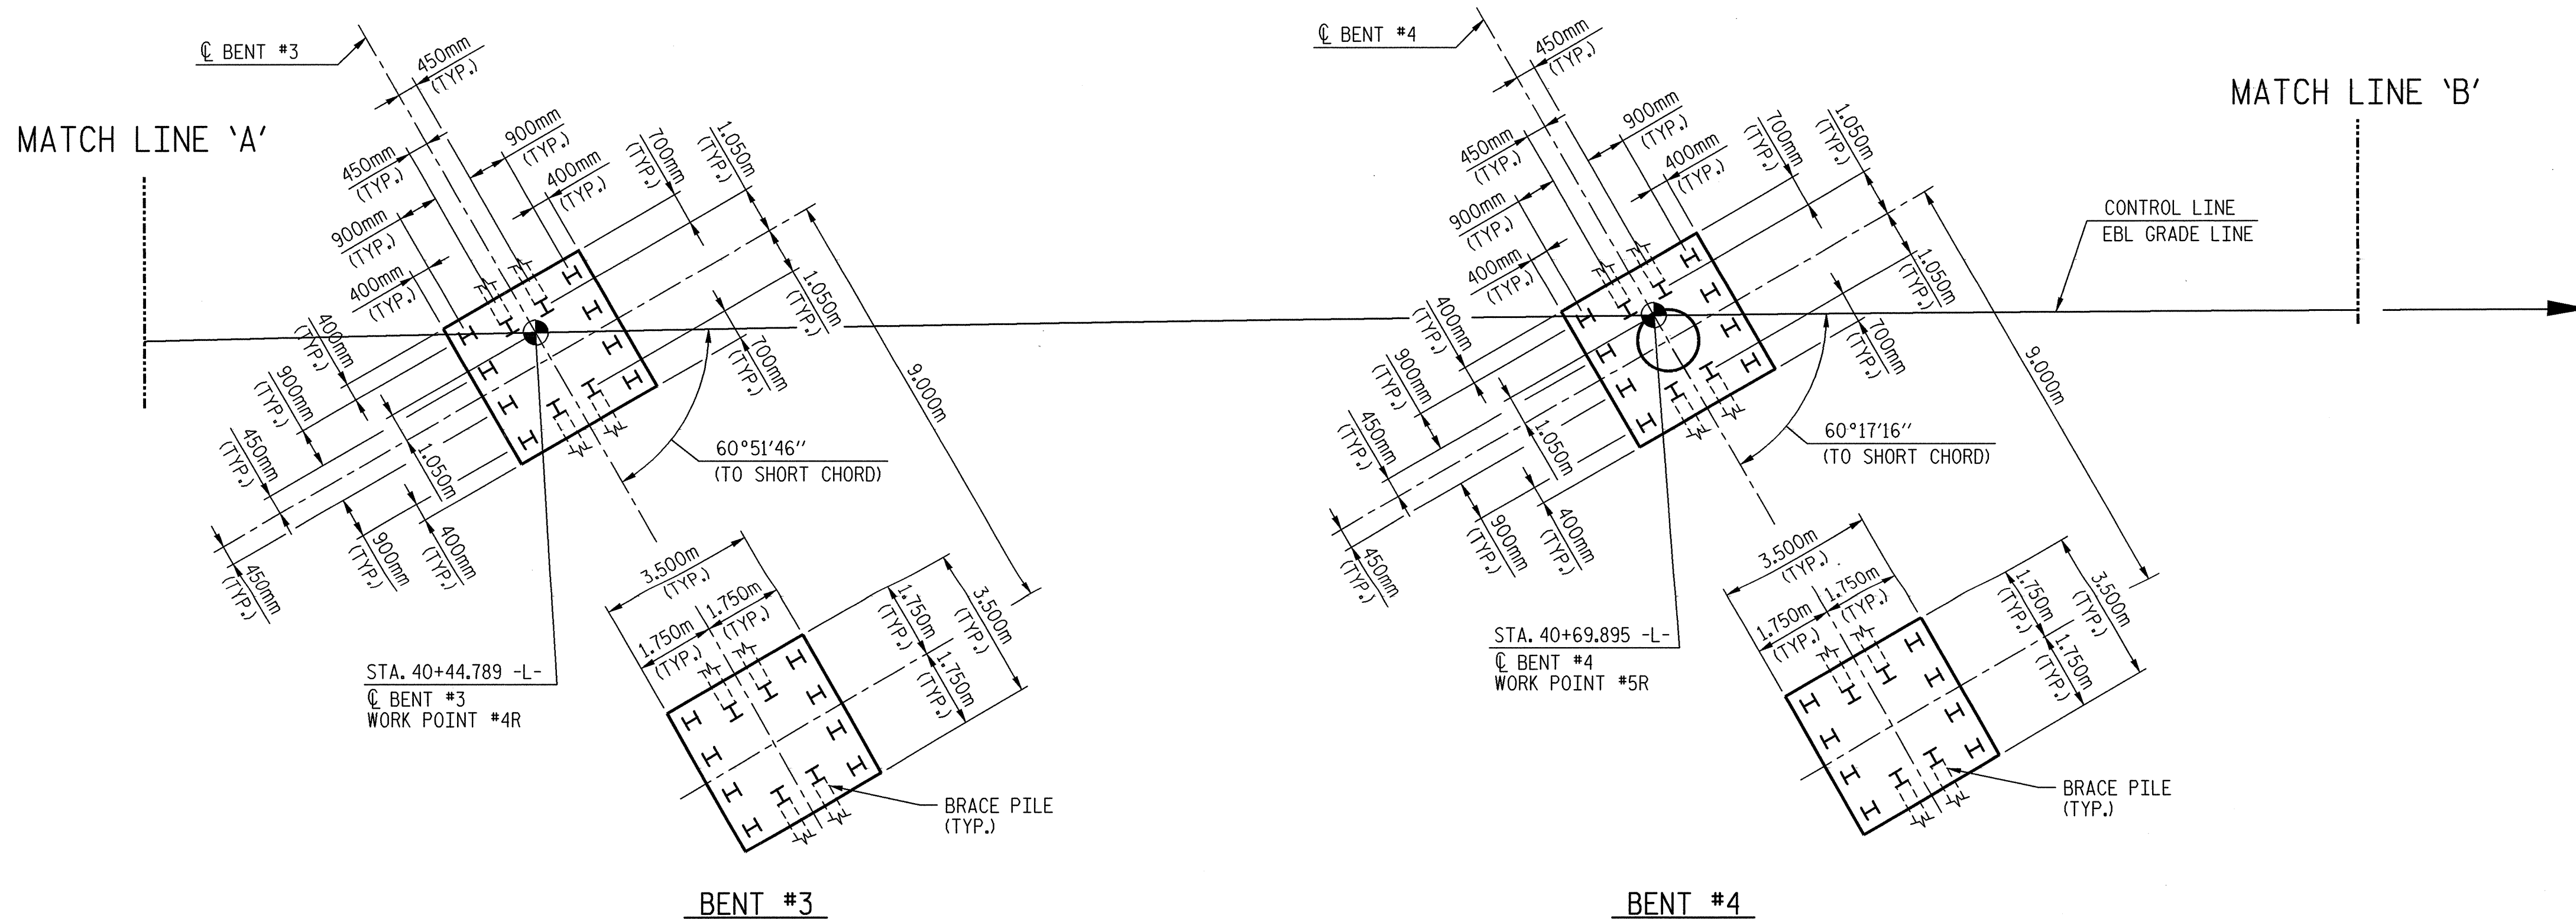 ℄ BENT #3
450mm
(TYP.)
MATCH LINE 'A'
450mm
(TYP.)
900mm
(TYP.)
400mm
(TYP.)
700mm
(TYP.)
1.050m
(TYP.)
900mm
(TYP.)
400mm
(TYP.)
1.050m
(TYP.)
400mm
(TYP.)
900mm
(TYP.)
450mm
(TYP.)
450mm
(TYP.)
900mm
(TYP.)
400mm
(TYP.)
1.050m
700mm
(TYP.)
60°51'46"
(TO SHORT CHORD)
9.000m
3.500m
(TYP.)
1.750m
(TYP.)
1.750m
(TYP.)
1.750m
(TYP.)
3.500m
(TYP.)
1.750m
(TYP.)
STA. 40+44.789 -L-
℄ BENT #3
WORK POINT #4R
BRACE PILE
(TYP.)
BENT #3
℄ BENT #4
450mm
(TYP.)
MATCH LINE 'B'
450mm
(TYP.)
900mm
(TYP.)
400mm
(TYP.)
700mm
(TYP.)
1.050m
(TYP.)
900mm
(TYP.)
400mm
(TYP.)
1.050m
(TYP.)
CONTROL LINE
EBL GRADE LINE
400mm
(TYP.)
900mm
(TYP.)
450mm
(TYP.)
450mm
(TYP.)
900mm
(TYP.)
400mm
(TYP.)
1.050m
700mm
(TYP.)
60°17'16"
(TO SHORT CHORD)
9.000m
3.500m
(TYP.)
1.750m
(TYP.)
1.750m
(TYP.)
1.750m
(TYP.)
3.500m
(TYP.)
1.750m
(TYP.)
STA. 40+69.895 -L-
℄ BENT #4
WORK POINT #5R
BRACE PILE
(TYP.)
BENT #4